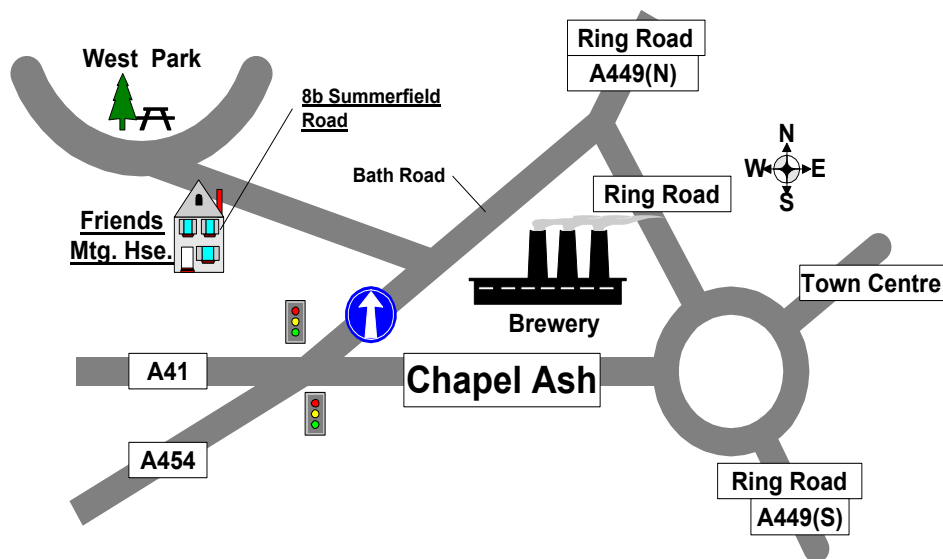 Ring Road
A449(N)
West Park
8b Summerfield
Road
N
W E
S
Bath Road
Ring Road
Friends
Mtg. Hse.
Town Centre
Brewery
A41
Chapel Ash
A454
Ring Road
A449(S)